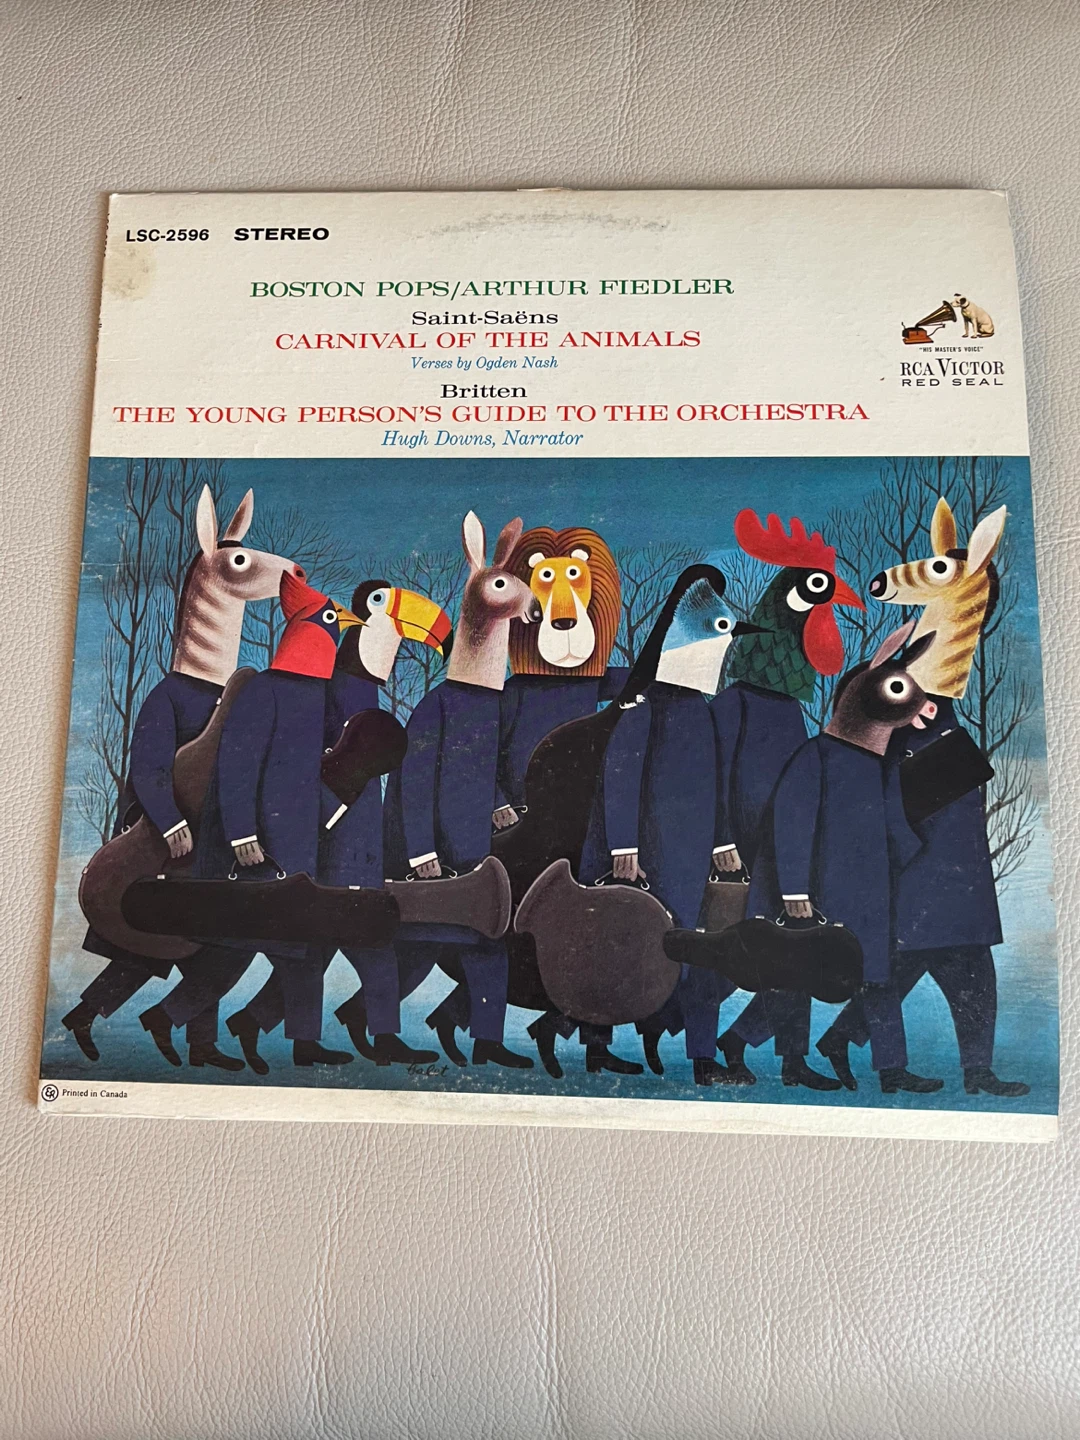 LSC-2596 STEREO
BOSTON POPS/ARTHUR FIEDLER
Saint-Saëns
CARNIVAL OF THE ANIMALS
Verses by Ogden Nash
Britten
THE YOUNG PERSON'S GUIDE TO THE ORCHESTRA
Hugh Downs, Narrator
"HIS MASTER'S VOICE"
RCA VICTOR
RED SEAL
Printed in Canada